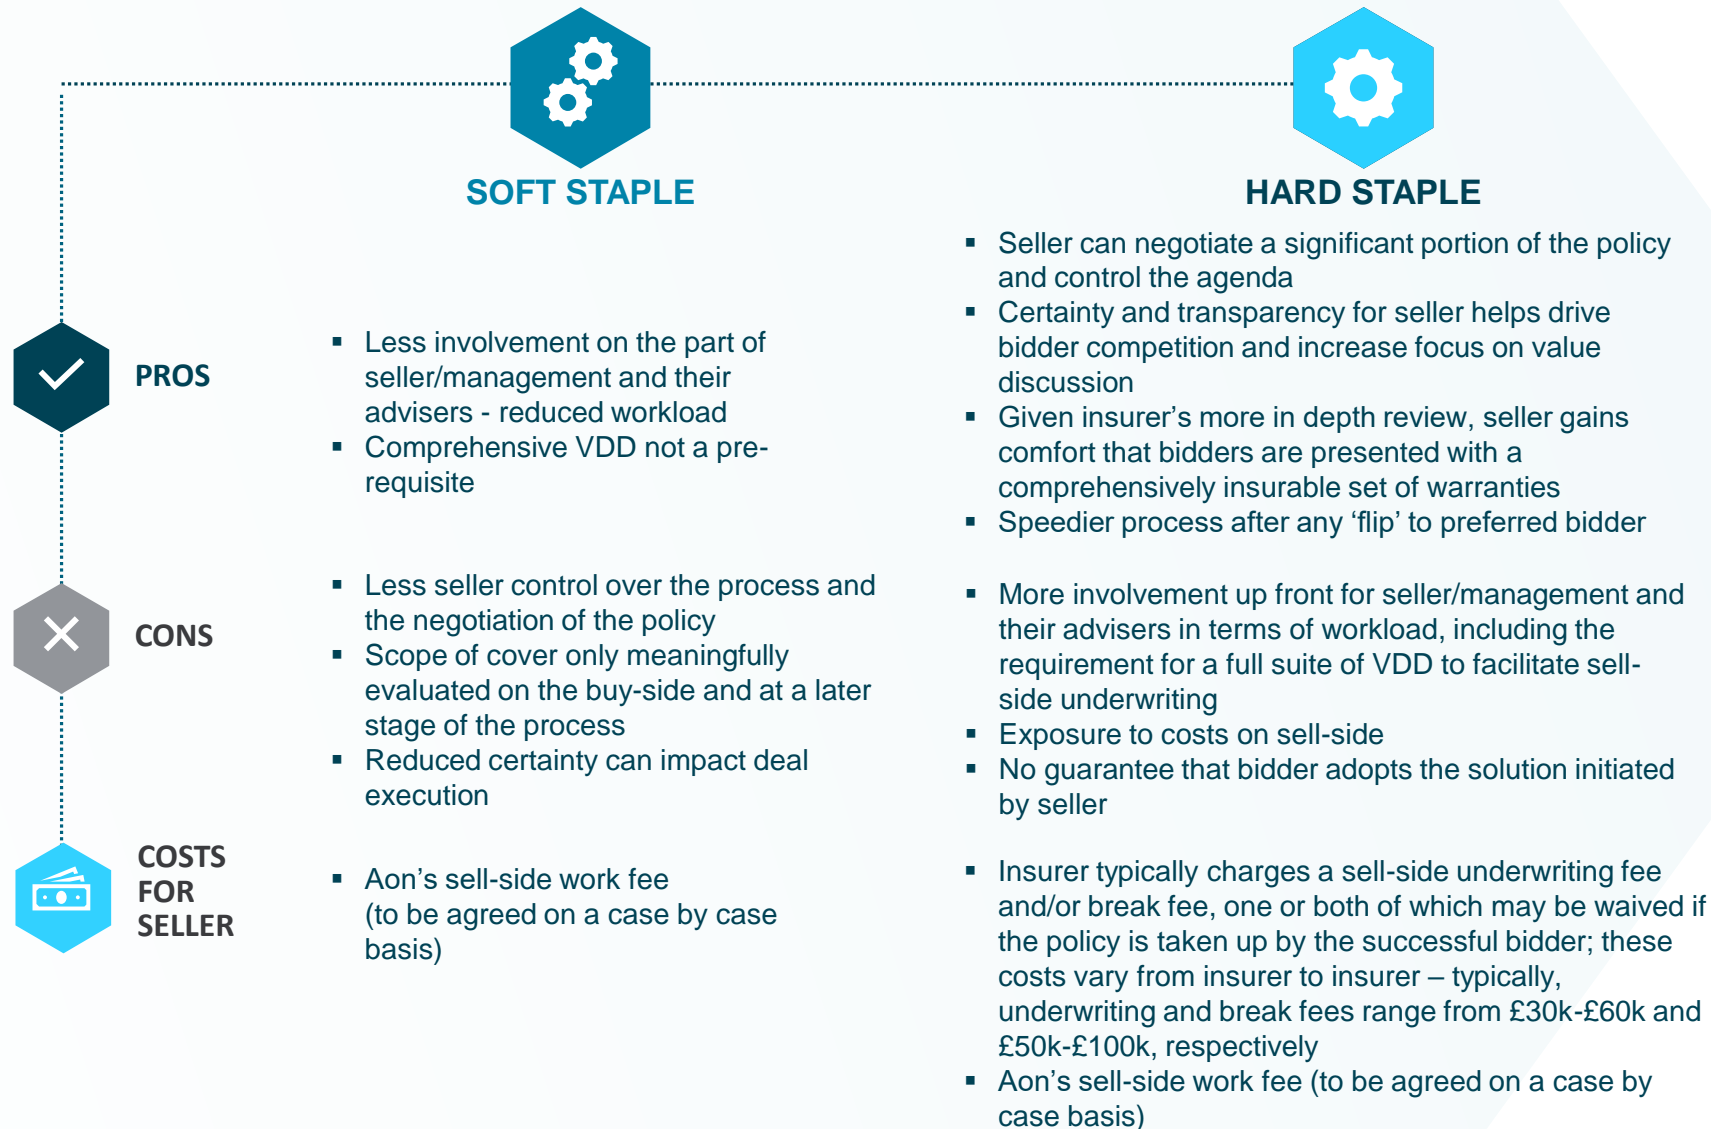 SOFT STAPLE
HARD STAPLE
PROS
▪ Less involvement on the part of
seller/management and their
advisers - reduced workload
▪ Comprehensive VDD not a pre-
requisite
▪ Seller can negotiate a significant portion of the policy
and control the agenda
▪ Certainty and transparency for seller helps drive
bidder competition and increase focus on value
discussion
▪ Given insurer’s more in depth review, seller gains
comfort that bidders are presented with a
comprehensively insurable set of warranties
▪ Speedier process after any ‘flip’ to preferred bidder
CONS
▪ Less seller control over the process and
the negotiation of the policy
▪ Scope of cover only meaningfully
evaluated on the buy-side and at a later
stage of the process
▪ Reduced certainty can impact deal
execution
▪ More involvement up front for seller/management and
their advisers in terms of workload, including the
requirement for a full suite of VDD to facilitate sell-
side underwriting
▪ Exposure to costs on sell-side
▪ No guarantee that bidder adopts the solution initiated
by seller
COSTS
FOR
SELLER
▪ Aon’s sell-side work fee
(to be agreed on a case by case
basis)
▪ Insurer typically charges a sell-side underwriting fee
and/or break fee, one or both of which may be waived if
the policy is taken up by the successful bidder; these
costs vary from insurer to insurer – typically,
underwriting and break fees range from £30k-£60k and
£50k-£100k, respectively
▪ Aon’s sell-side work fee (to be agreed on a case by
case basis)